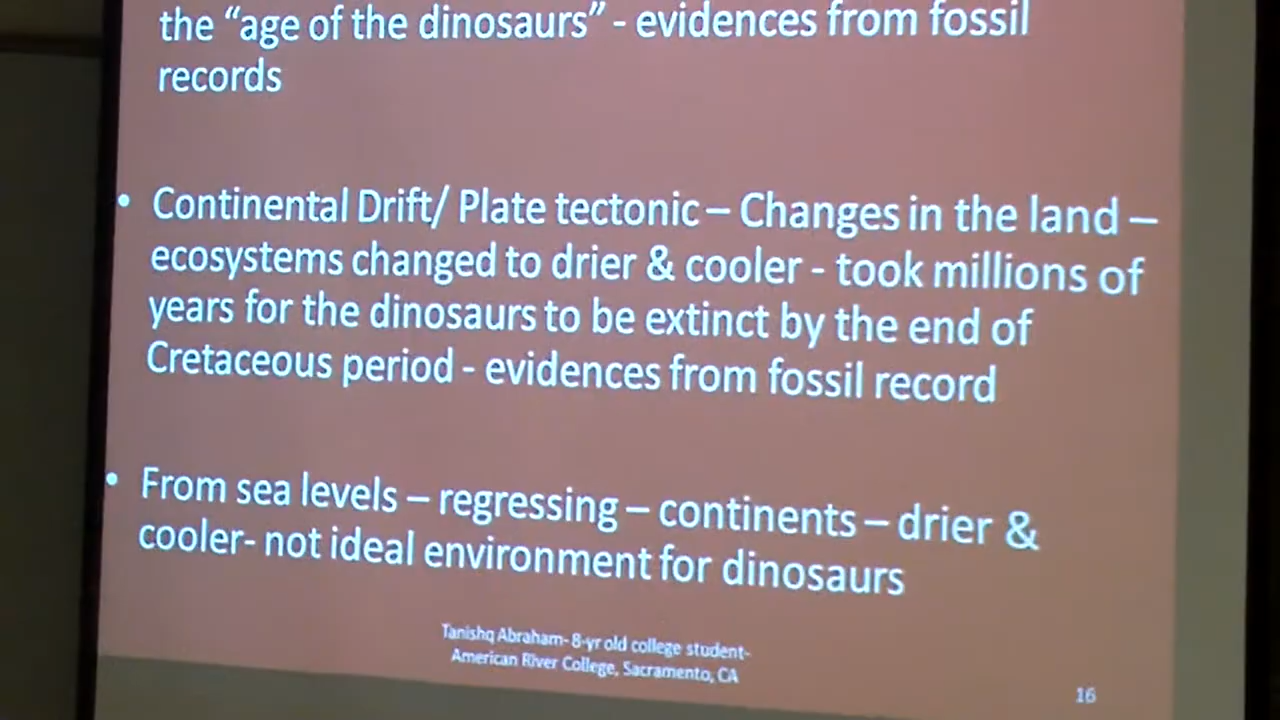 the “age of the dinosaurs” - evidences from fossil
records
• Continental Drift/ Plate tectonic – Changes in the land –
ecosystems changed to drier & cooler - took millions of
years for the dinosaurs to be extinct by the end of
Cretaceous period - evidences from fossil record
• From sea levels – regressing – continents – drier &
cooler- not ideal environment for dinosaurs
Tanishq Abraham- 8-yr old college student-
American River College, Sacramento, CA
16